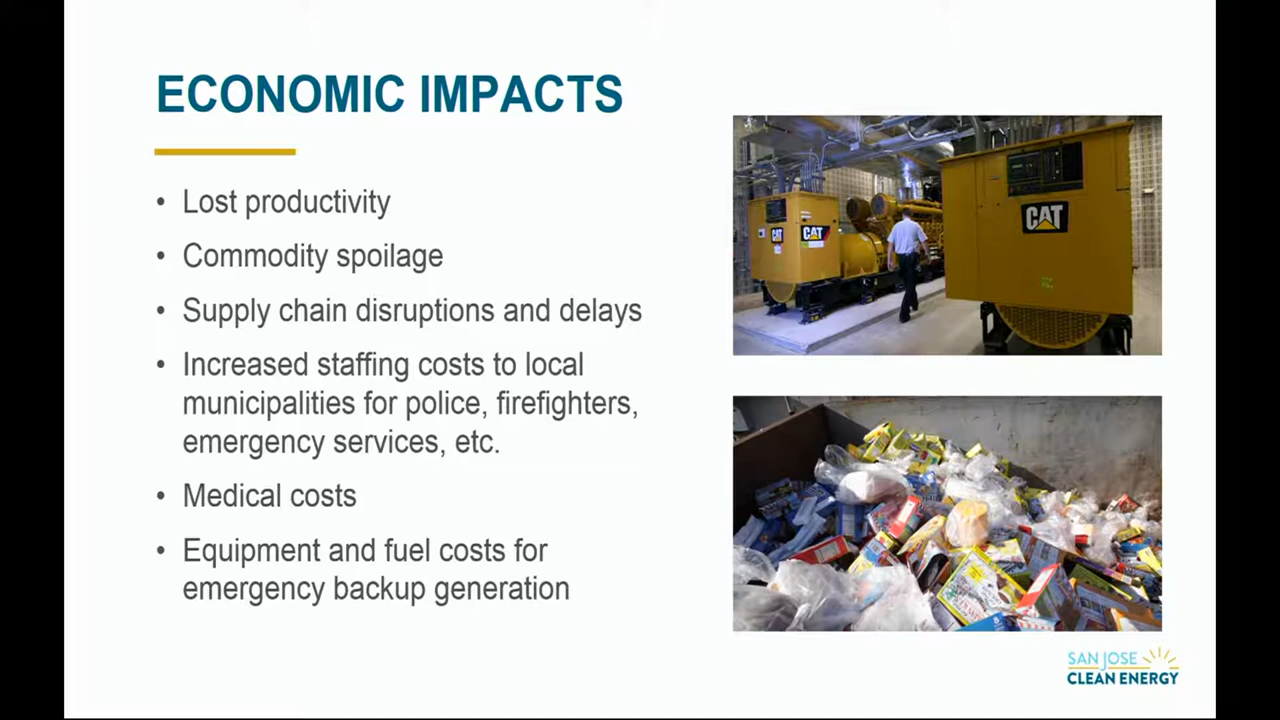 ECONOMIC IMPACTS
• Lost productivity
• Commodity spoilage
• Supply chain disruptions and delays
• Increased staffing costs to local
municipalities for police, firefighters,
emergency services, etc.
• Medical costs
• Equipment and fuel costs for
emergency backup generation
CAT
CAT
CAT
SAN JOSE
CLEAN ENERGY